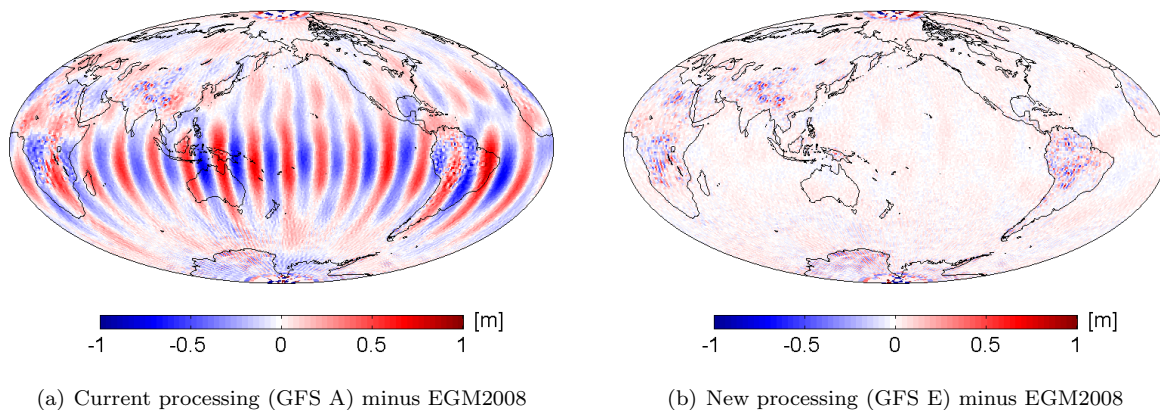 [m]
-1 -0.5 0 0.5 1
[m]
-1 -0.5 0 0.5 1
(a) Current processing (GFS A) minus EGM2008
(b) New processing (GFS E) minus EGM2008